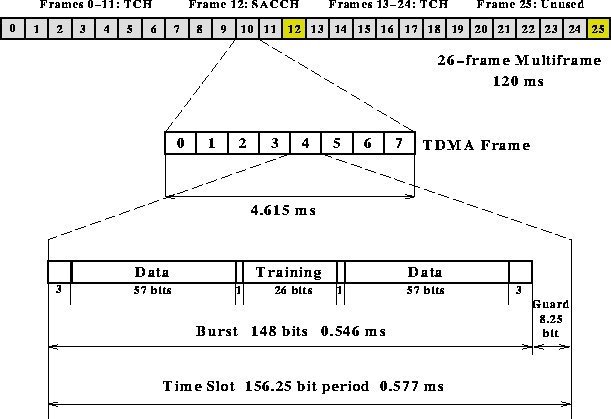 Frames 0–11: TCH Frame 12: SACCH Frames 13–24: TCH Frame 25: Unused
0 1 2 3 4 5 6 7 8 9 10 11 12 13 14 15 16 17 18 19 20 21 22 23 24 25
26–frame Multiframe
120 ms
0 1 2 3 4 5 6 7 TDMA Frame
4.615 ms
Data Training Data
3 57 bits 1 26 bits 1 57 bits 3
Guard
8.25
bit
Burst 148 bits 0.546 ms
Time Slot 156.25 bit period 0.577 ms